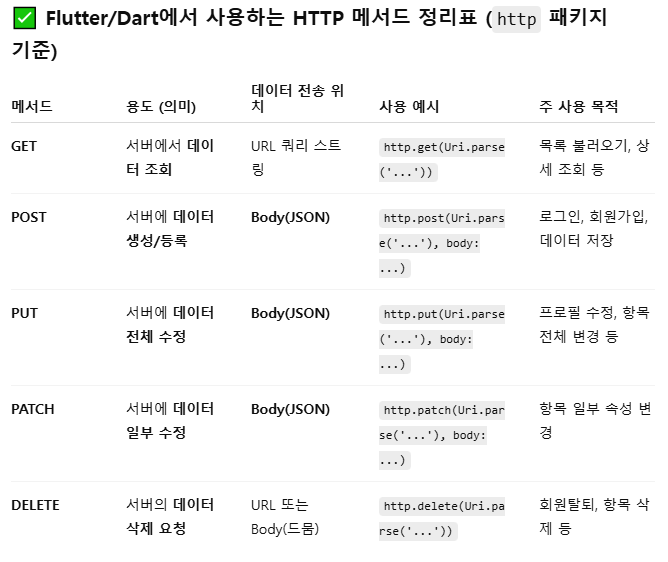 ✅ Flutter/Dart에서 사용하는 HTTP 메서드 정리표 (http 패키지
기준)
메서드 용도 (의미) 데이터 전송 위치 사용 예시 주 사용 목적
GET 서버에서 데이터 조회 URL 쿼리 스트링 http.get(Uri.parse('...')) 목록 불러오기, 상세 조회 등
POST 서버에 데이터 생성/등록 Body(JSON) http.post(Uri.parse('...'), body: ...) 로그인, 회원가입, 데이터 저장
PUT 서버에 데이터 전체 수정 Body(JSON) http.put(Uri.parse('...'), body: ...) 프로필 수정, 항목 전체 변경 등
PATCH 서버에 데이터 일부 수정 Body(JSON) http.patch(Uri.parse('...'), body: ...) 항목 일부 속성 변경
DELETE 서버의 데이터 삭제 요청 URL 또는 Body(드묾) http.delete(Uri.parse('...')) 회원탈퇴, 항목 삭제 등